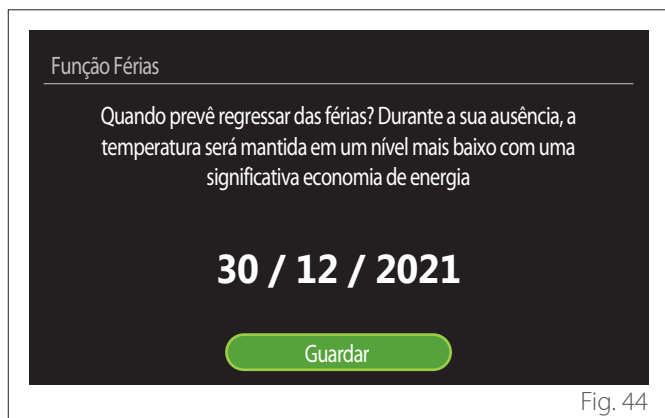 Função Férias
Quando prevê regressar das férias? Durante a sua ausência, a
temperatura será mantida em um nível mais baixo com uma
significativa economia de energia
30 / 12 / 2021
Guardar
Fig. 44